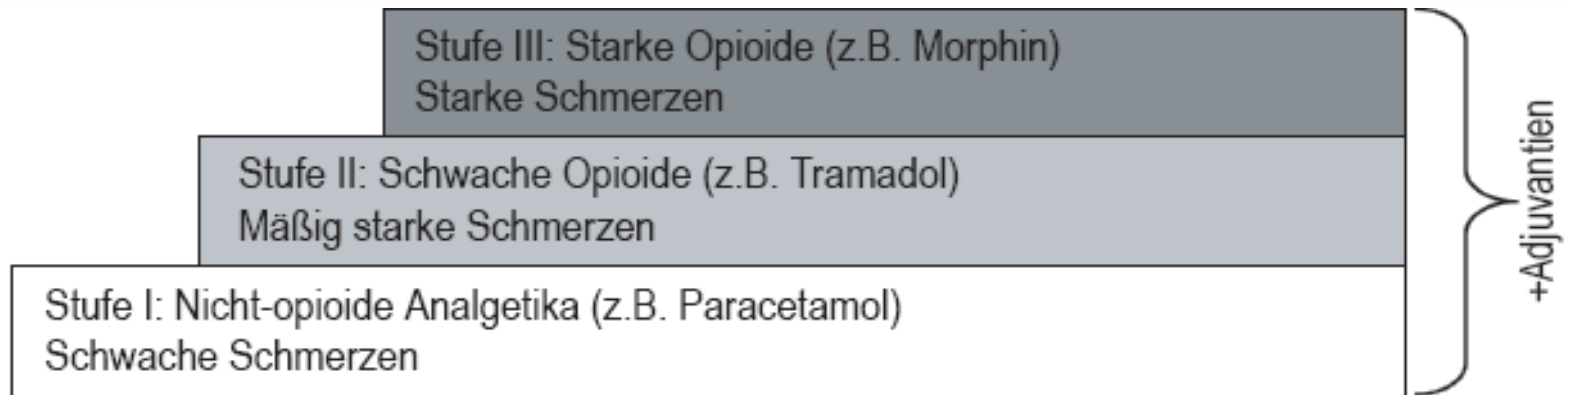 Stufe III: Starke Opioide (z.B. Morphin)
Starke Schmerzen
Stufe II: Schwache Opioide (z.B. Tramadol)
Mäßig starke Schmerzen
Stufe I: Nicht-opioide Analgetika (z.B. Paracetamol)
Schwache Schmerzen
+Adjuvantien